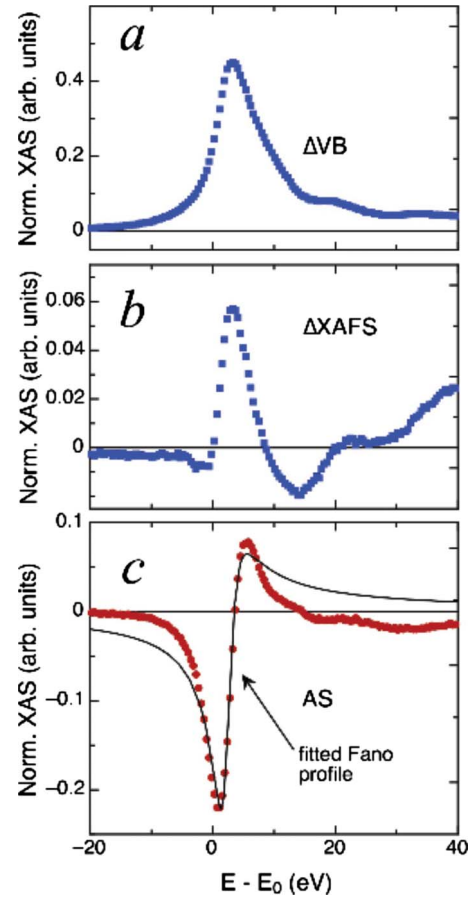 a
Norm. XAS (arb. units)
0.4
0.2
0
ΔVB
b
Norm. XAS (arb. units)
0.06
0.04
0.02
0
ΔXAFS
c
Norm. XAS (arb. units)
0.1
0
−0.1
−0.2
AS
fitted Fano
profile
−20
0
20
40
E - E₀ (eV)